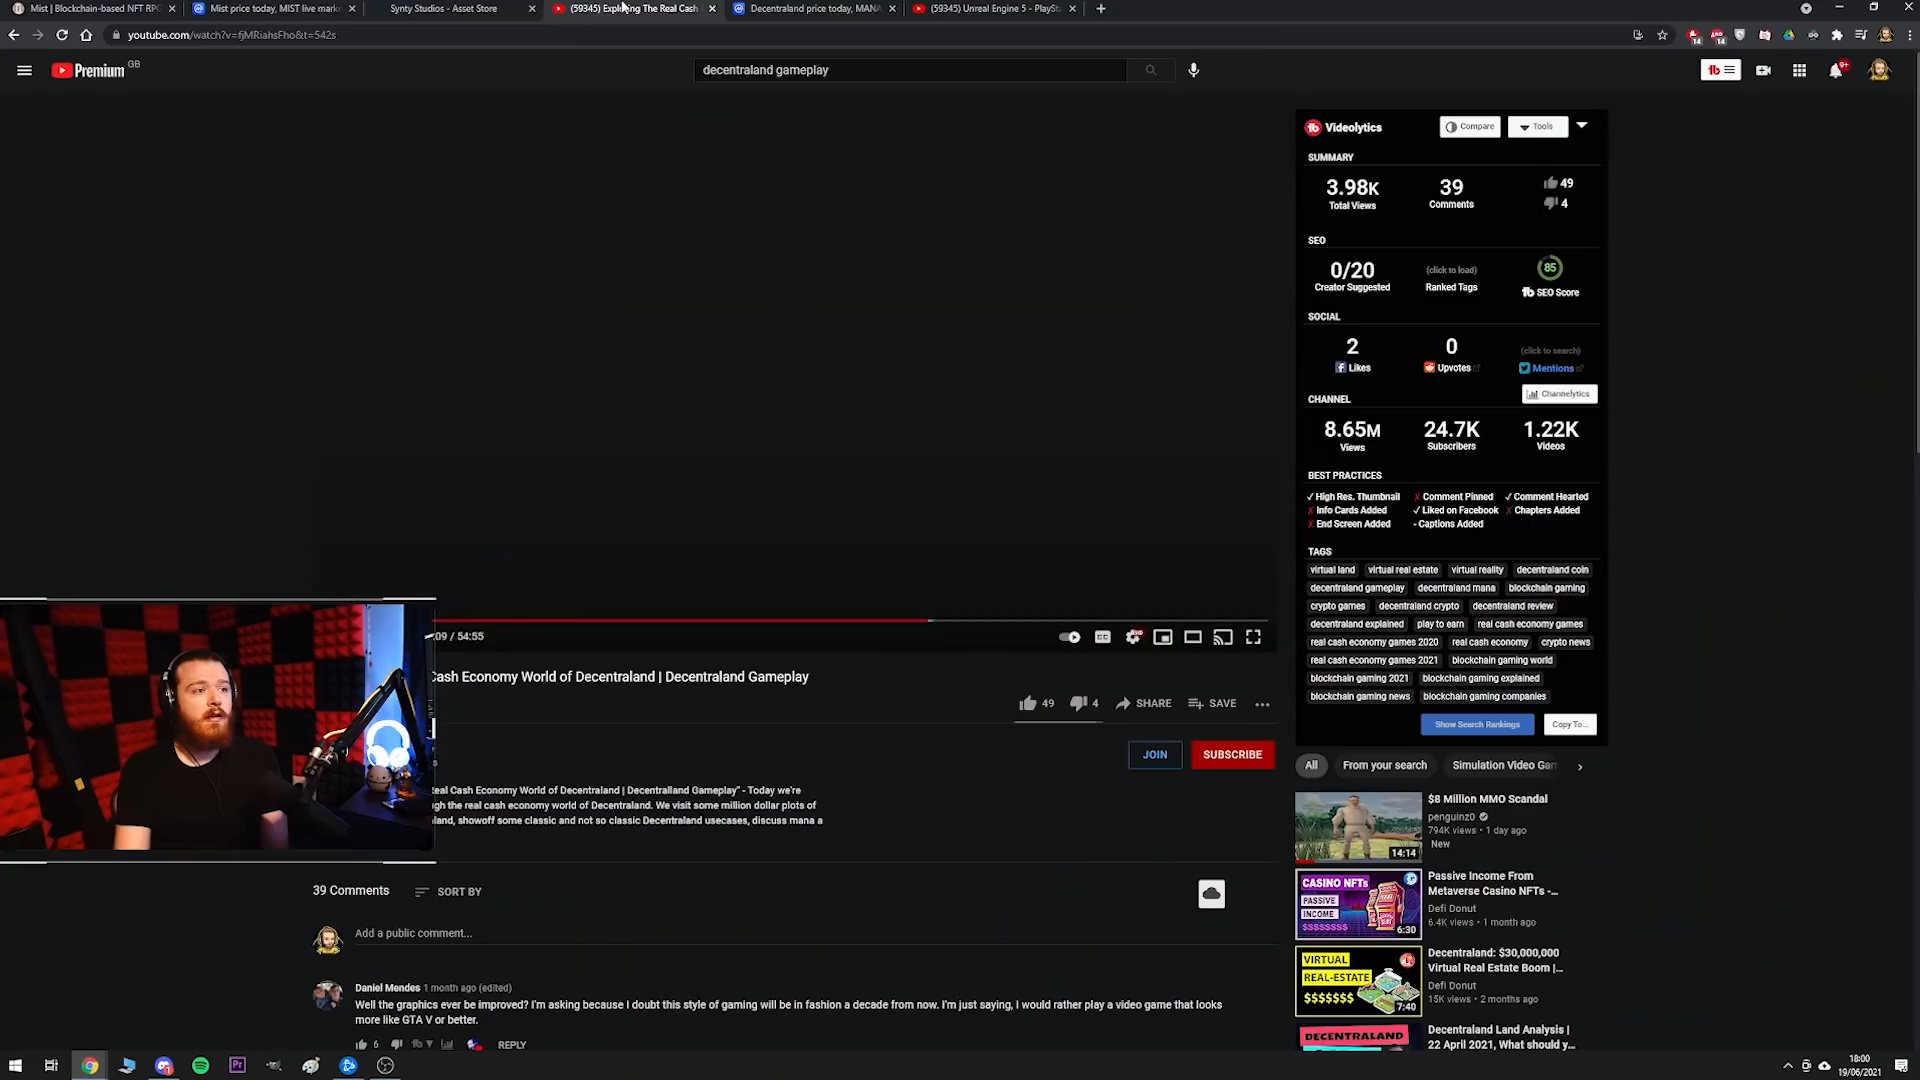 Mist | Blockchain-based NFT RPG
Mist price today, MIST live mark
Synty Studios - Asset Store
(59345) Exploring The Real Cash
Decentraland price today, MANA
(59345) Unreal Engine 5 - PlaySt
youtube.com/watch?v=fjMRiahsFho&t=542s
14
14
Premium GB
decentraland gameplay
9+
Videolytics
Compare
Tools
SUMMARY
3.98K
39
49
Total Views
Comments
4
SEO
0/20
(click to load)
85
Creator Suggested
Ranked Tags
SEO Score
SOCIAL
2
0
(click to search)
Likes
Upvotes
Mentions
CHANNEL
Channelytics
8.65M
24.7K
1.22K
Views
Subscribers
Videos
BEST PRACTICES
✓ High Res. Thumbnail
✗ Comment Pinned
✓ Comment Hearted
✗ Info Cards Added
✓ Liked on Facebook
✗ Chapters Added
✗ End Screen Added
- Captions Added
TAGS
virtual land virtual real estate virtual reality decentraland coin
decentraland gameplay decentraland mana blockchain gaming
crypto games decentraland crypto decentraland review
decentraland explained play to earn real cash economy games
real cash economy games 2020 real cash economy crypto news
real cash economy games 2021 blockchain gaming world
blockchain gaming 2021 blockchain gaming explained
blockchain gaming news blockchain gaming companies
Show Search Rankings
Copy To...
:09 / 54:55
HD
Cash Economy World of Decentraland | Decentraland Gameplay
49
4
SHARE
SAVE
JOIN
SUBSCRIBE
eal Cash Economy World of Decentraland | Decentralland Gameplay" - Today we're
gh the real cash economy world of Decentraland. We visit some million dollar plots of
land, showoff some classic and not so classic Decentraland usecases, discuss mana a
39 Comments
SORT BY
Add a public comment...
Daniel Mendes 1 month ago (edited)
Well the graphics ever be improved? I'm asking because I doubt this style of gaming will be in fashion a decade from now. I'm just saying, I would rather play a video game that looks
more like GTA V or better.
6
REPLY
All
From your search
Simulation Video Gam
$8 Million MMO Scandal
penguinz0
794K views • 1 day ago
New
14:14
CASINO NFTs
PASSIVE
INCOME
$$$$$$$$
6:30
Passive Income From
Metaverse Casino NFTs -...
Defi Donut
6.4K views • 1 month ago
VIRTUAL
REAL-ESTATE
$$$$$$$
7:40
Decentraland: $30,000,000
Virtual Real Estate Boom |...
Defi Donut
15K views • 2 months ago
DECENTRALAND
Decentraland Land Analysis |
22 April 2021, What should y...
18:00
19/06/2021